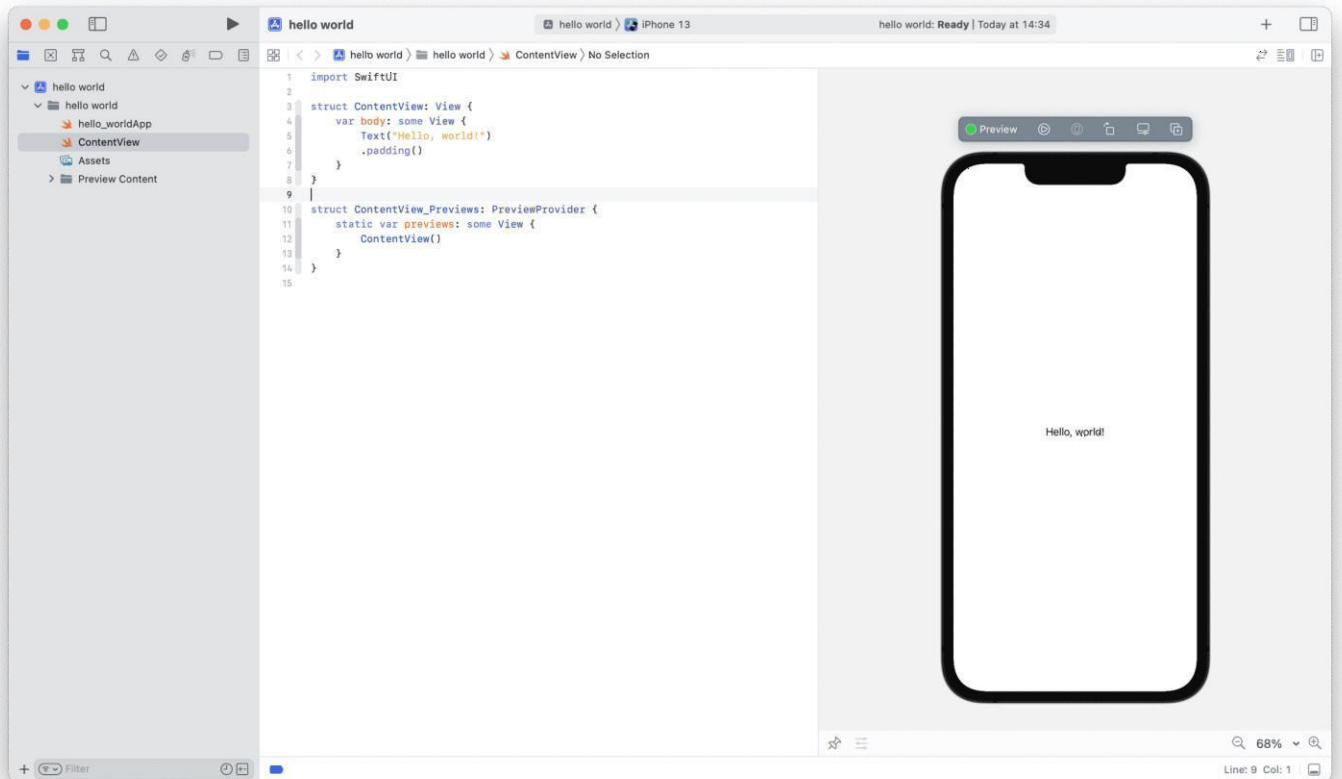 hello world
hello world 〉 iPhone 13
hello world: Ready | Today at 14:34
hello world 〉 hello world 〉 ContentView 〉 No Selection
hello world
hello world
hello_worldApp
ContentView
Assets
Preview Content
1 import SwiftUI
2
3 struct ContentView: View {
4     var body: some View {
5         Text("Hello, world!")
6         .padding()
7     }
8 }
9
10 struct ContentView_Previews: PreviewProvider {
11     static var previews: some View {
12         ContentView()
13     }
14 }
15
Preview
Hello, world!
68%
Filter
Line: 9 Col: 1